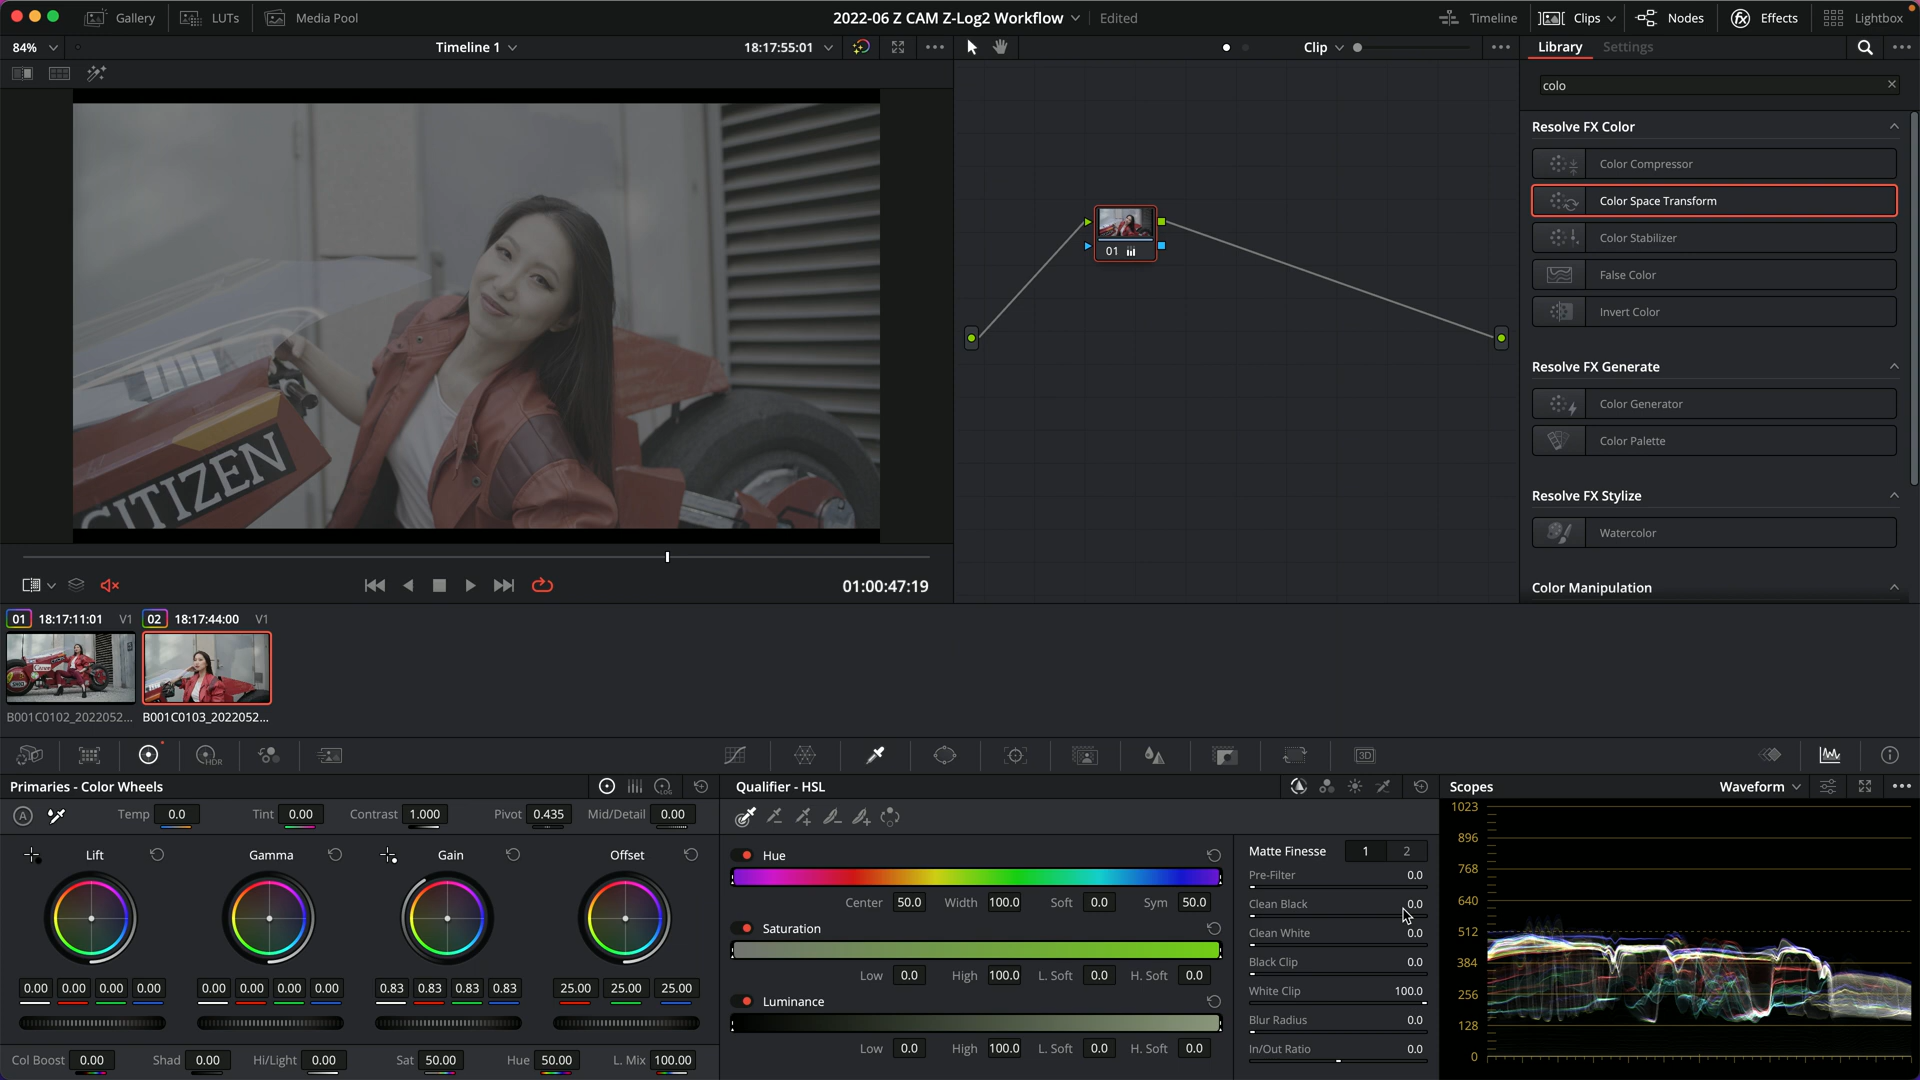 Gallery LUTs Media Pool 2022-06 Z CAM Z-Log2 Workflow Edited Timeline Clips Nodes Effects Lightbox
84% Timeline 1 18:17:55:01 Clip Library Settings
colo
Resolve FX Color
Color Compressor
Color Space Transform
Color Stabilizer
False Color
Invert Color
Resolve FX Generate
Color Generator
Color Palette
Resolve FX Stylize
Watercolor
Color Manipulation
CITIZEN
01
01:00:47:19
01 18:17:11:01 V1 02 18:17:44:00 V1
B001C0102_2022052... B001C0103_2022052...
HDR
LOG
3D
Primaries - Color Wheels
A Temp 0.0 Tint 0.00 Contrast 1.000 Pivot 0.435 Mid/Detail 0.00
Lift Gamma Gain Offset
0.00 0.00 0.00 0.00 0.00 0.00 0.00 0.00 0.83 0.83 0.83 0.83 25.00 25.00 25.00
Col Boost 0.00 Shad 0.00 Hi/Light 0.00 Sat 50.00 Hue 50.00 L. Mix 100.00
Qualifier - HSL
Hue
Center 50.0 Width 100.0 Soft 0.0 Sym 50.0
Saturation
Low 0.0 High 100.0 L. Soft 0.0 H. Soft 0.0
Luminance
Low 0.0 High 100.0 L. Soft 0.0 H. Soft 0.0
Matte Finesse 1 2
Pre-Filter 0.0
Clean Black 0.0
Clean White 0.0
Black Clip 0.0
White Clip 100.0
Blur Radius 0.0
In/Out Ratio 0.0
Scopes Waveform
1023
896
768
640
512
384
256
128
0